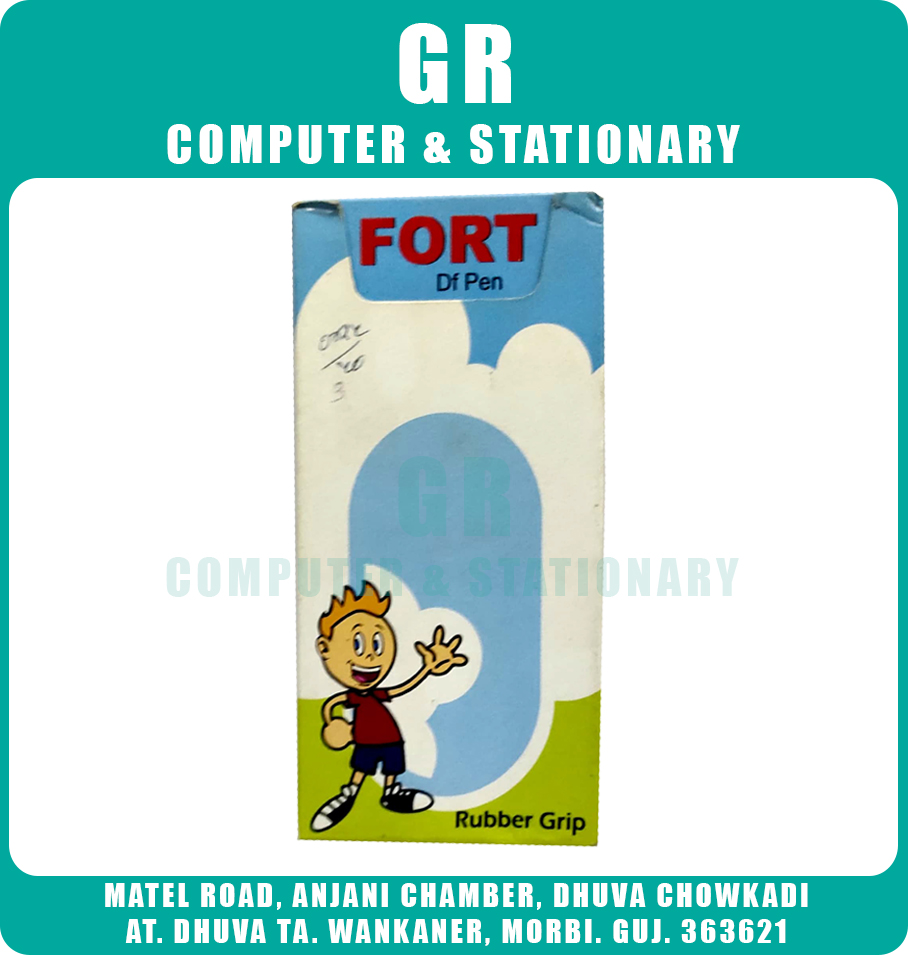 GR
COMPUTER & STATIONARY
FORT
Df Pen
3
GR
COMPUTER & STATIONARY
Rubber Grip
MATEL ROAD, ANJANI CHAMBER, DHUVA CHOWKADI
AT. DHUVA TA. WANKANER, MORBI. GUJ. 363621